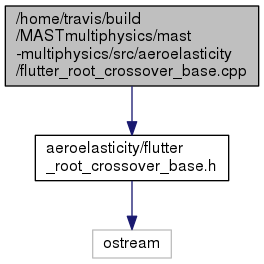 /home/travis/build
/MASTmultiphysics/mast
-multiphysics/src/aeroelasticity
/flutter_root_crossover_base.cpp
aeroelasticity/flutter
_root_crossover_base.h
ostream